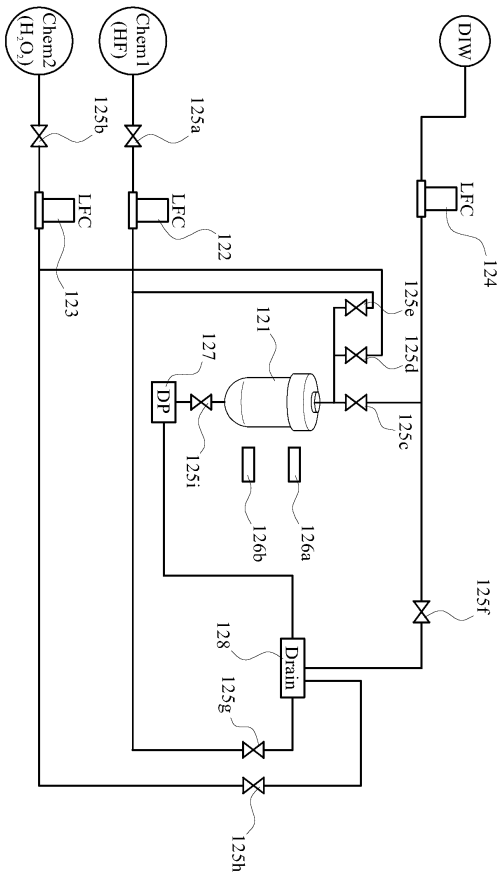 DIW
LFC
124
Chem1
(HF)
125a
LFC
122
Chem2
(H₂O₂)
125b
LFC
123
125e
125d
125c
121
127
DP
125i
126a
126b
125f
128
Drain
125g
125h